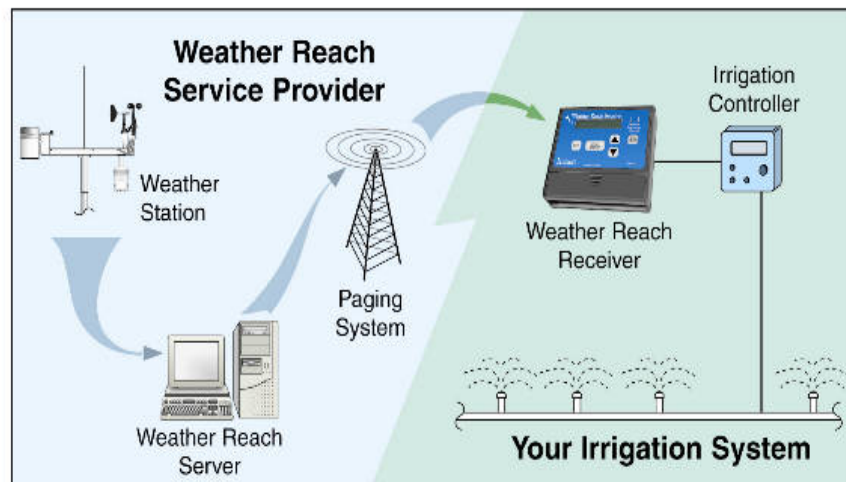 Weather Reach
Service Provider
Irrigation
Controller
Weather
Station
Weather Reach
Receiver
Paging
System
Weather Reach
Server
Your Irrigation System